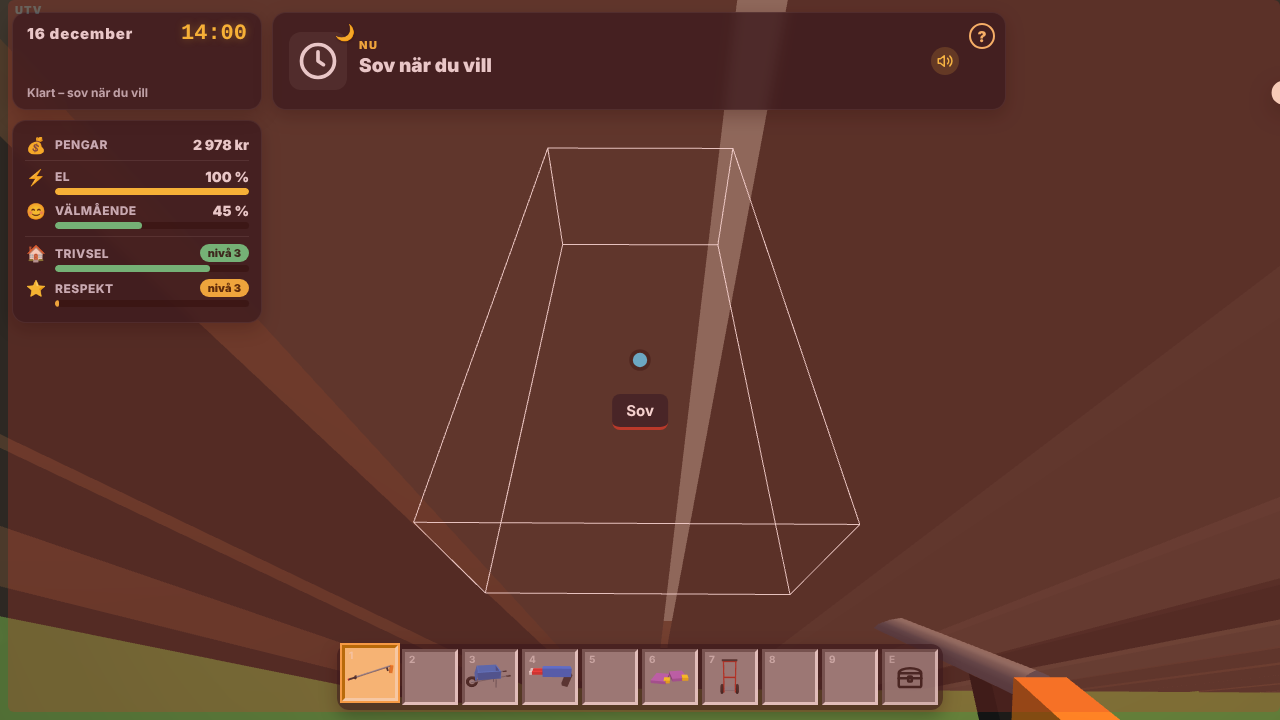 UTV
16 december
14:00
Klart – sov när du vill
NU
Sov när du vill
?
PENGAR
2 978 kr
EL
100 %
VÄLMÅENDE
45 %
TRIVSEL
nivå 3
RESPEKT
nivå 3
Sov
1
2
3
4
5
6
7
8
9
E